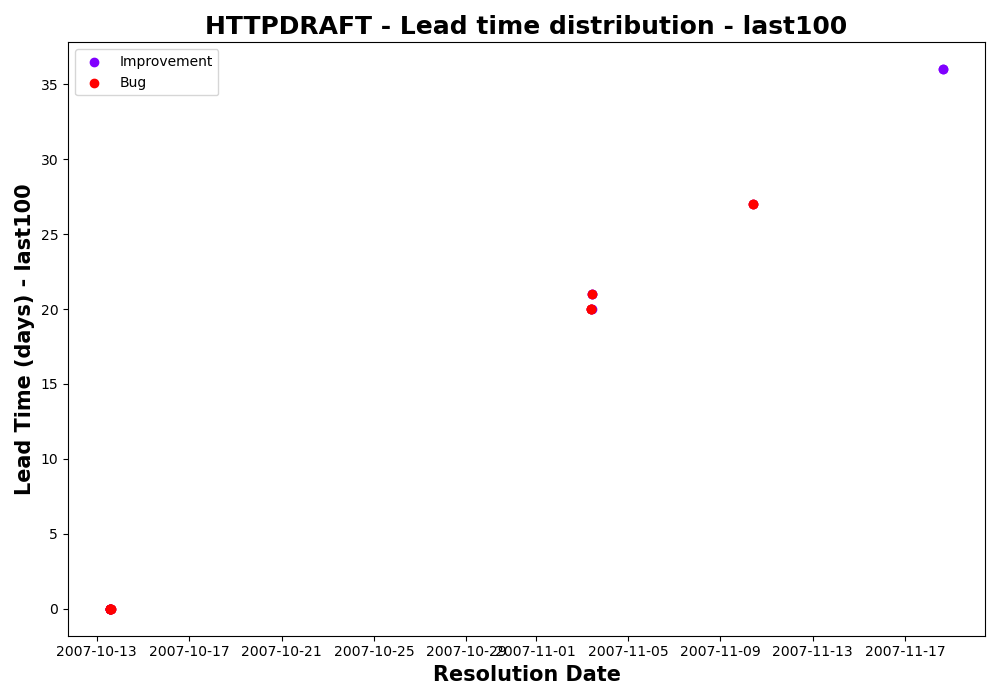 HTTPDRAFT - Lead time distribution - last100
Improvement
Bug
Lead Time (days) - last100
35
30
25
20
15
10
5
0
2007-10-13 2007-10-17 2007-10-21 2007-10-25 2007-10-29 2007-11-01 2007-11-05 2007-11-09 2007-11-13 2007-11-17
Resolution Date